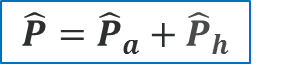 P̂ = P̂ₐ + P̂ₕ